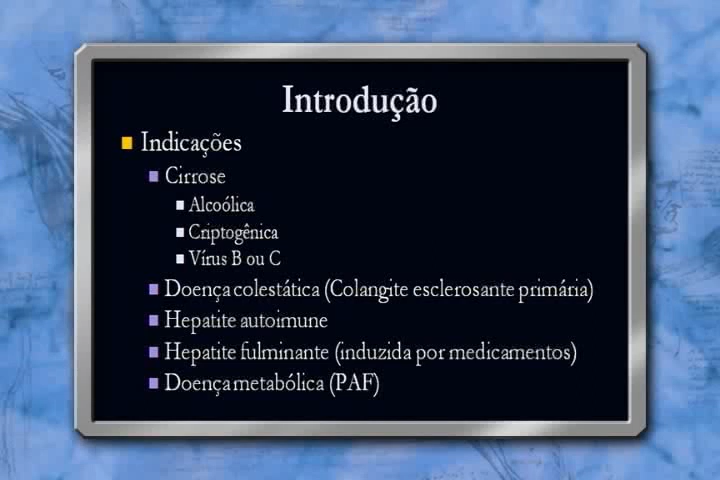 Introdução
Indicações
Cirrose
Alcoólica
Criptogênica
Vírus B ou C
Doença colestática (Colangite esclerosante primária)
Hepatite autoimune
Hepatite fulminante (induzida por medicamentos)
Doença metabólica (PAF)